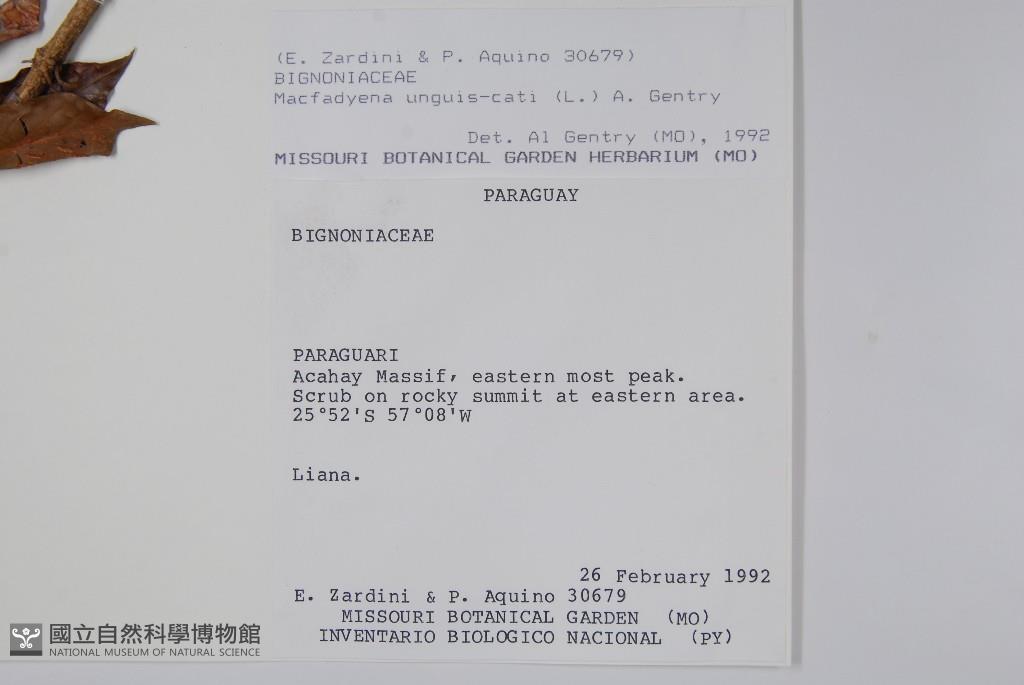 (E. Zardini & P. Aquino 30679)
BIGNONIACEAE
Macfadyena unguis-cati (L.) A. Gentry
Det. Al Gentry (MO), 1992
MISSOURI BOTANICAL GARDEN HERBARIUM (MO)
PARAGUAY
BIGNONIACEAE
PARAGUARI
Acahay Massif, eastern most peak.
Scrub on rocky summit at eastern area.
25°52'S 57°08'W
Liana.
26 February 1992
E. Zardini & P. Aquino 30679
MISSOURI BOTANICAL GARDEN (MO)
INVENTARIO BIOLOGICO NACIONAL (PY)
國立自然科學博物館
NATIONAL MUSEUM OF NATURAL SCIENCE